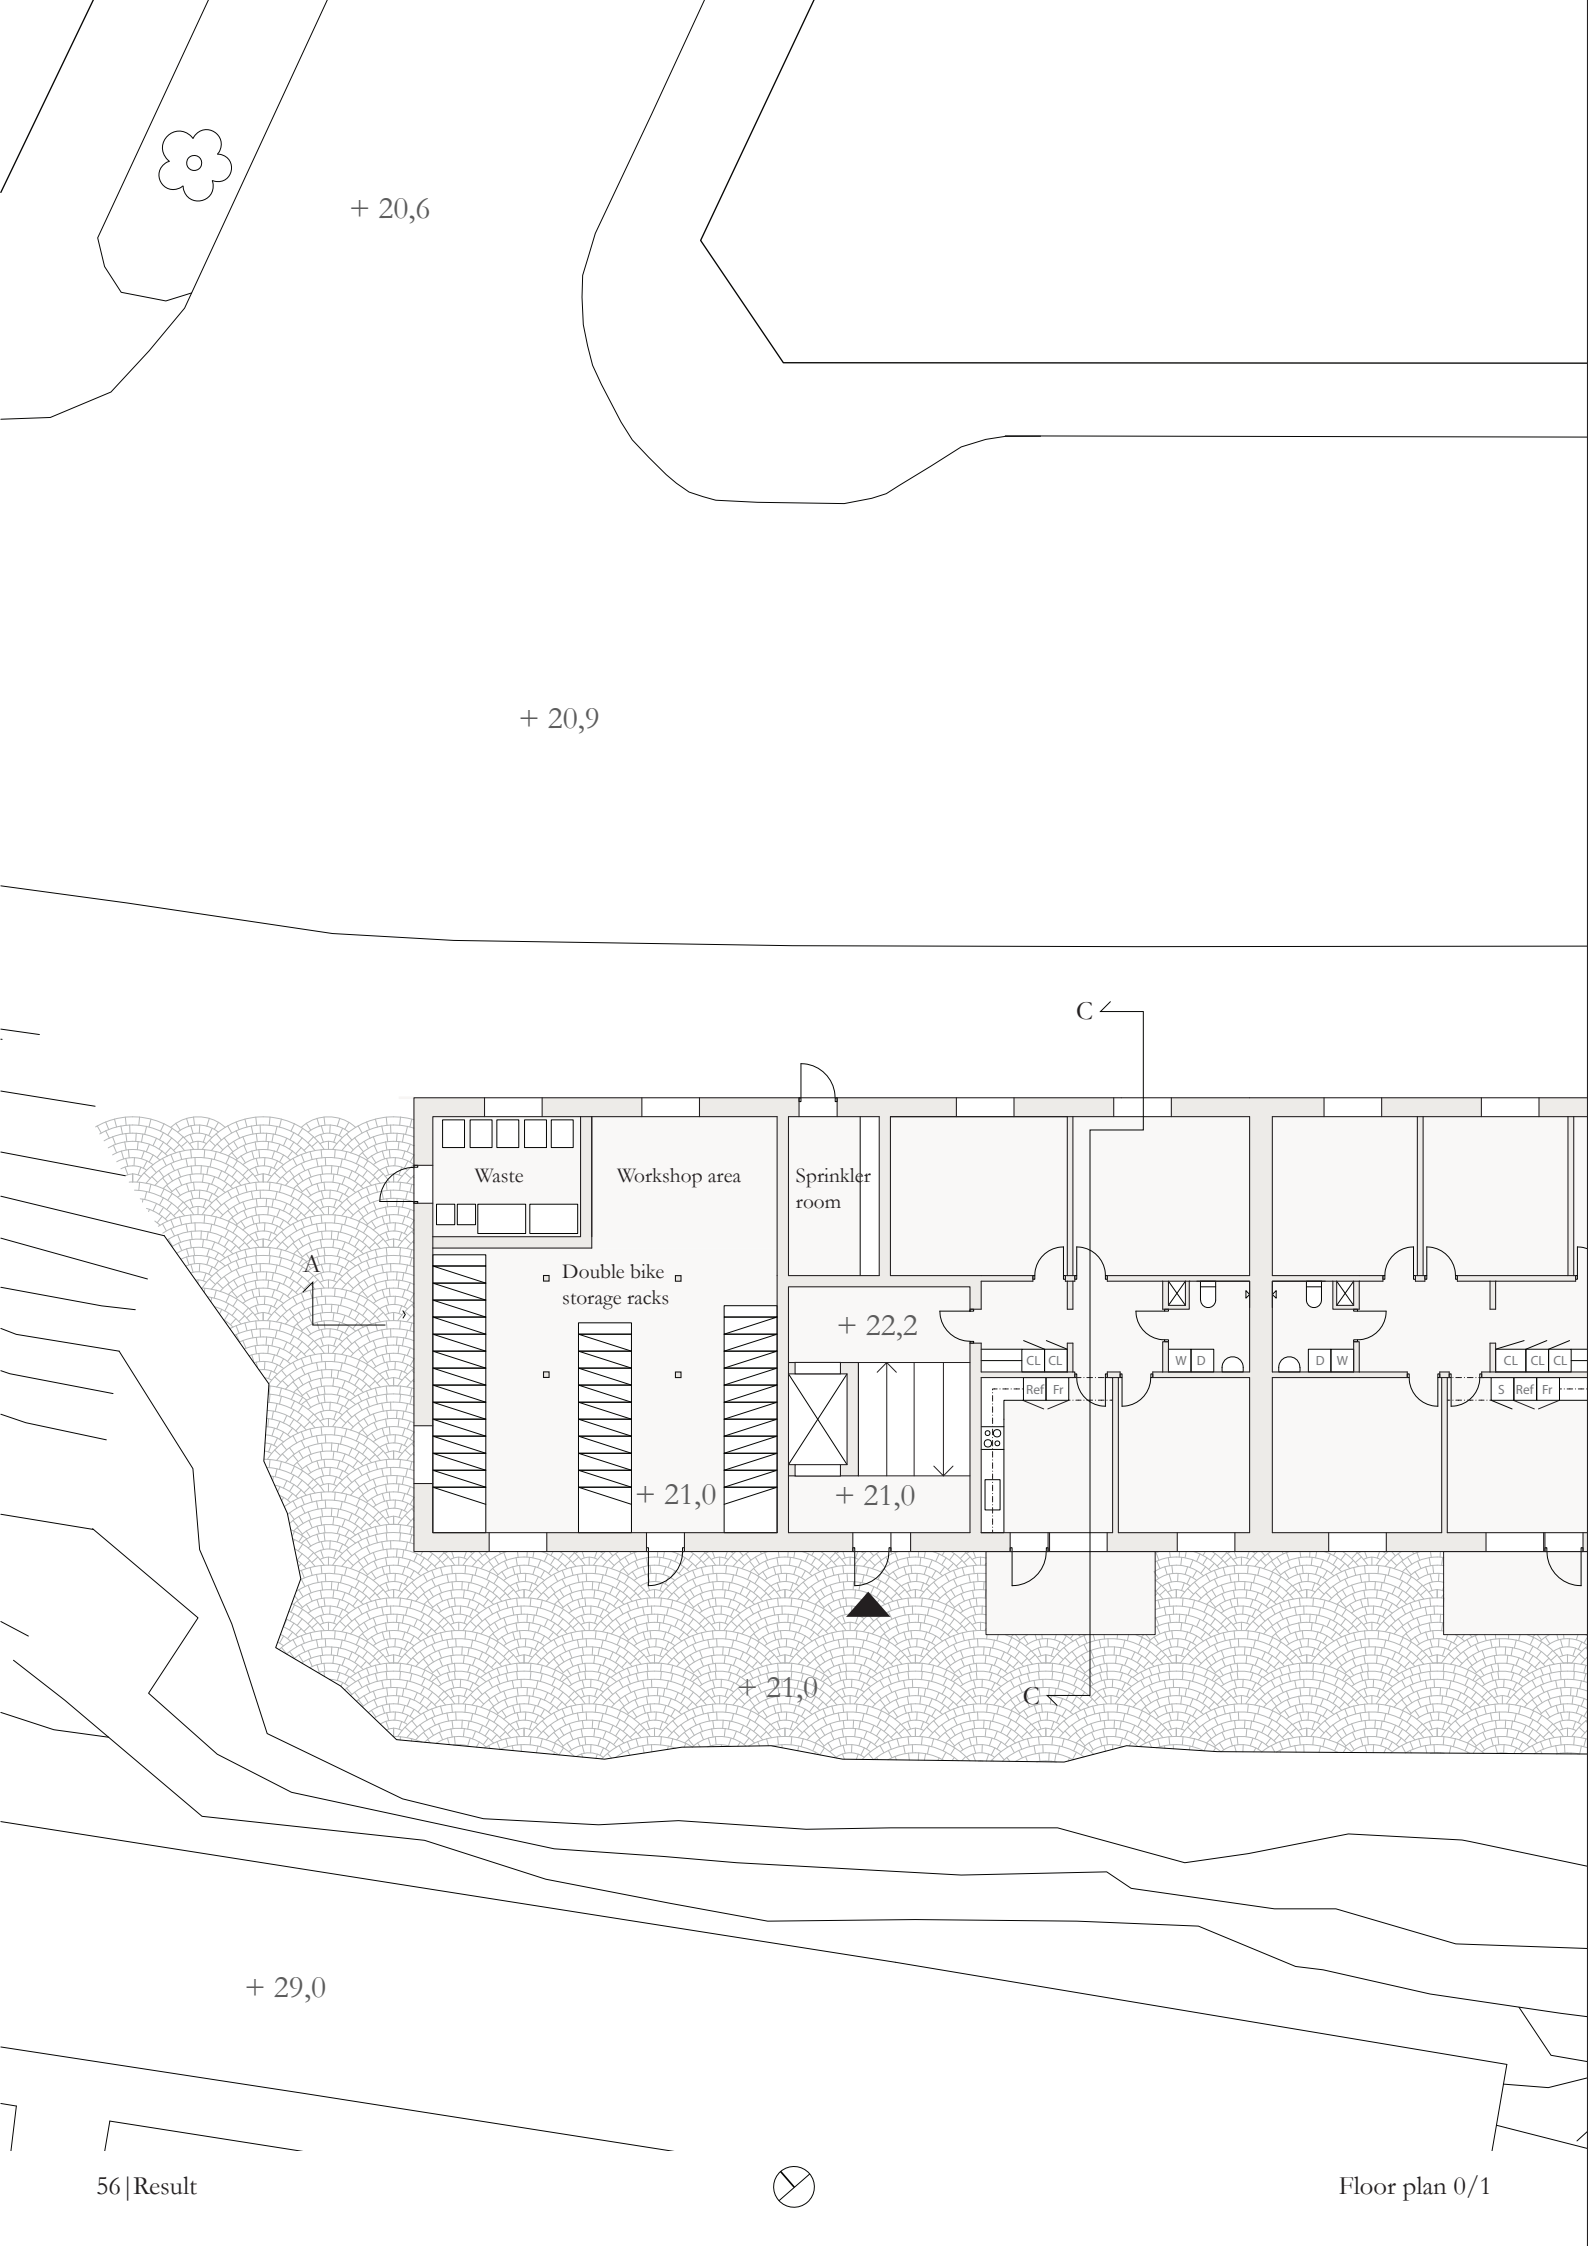 + 20,6
+ 20,9
C
Waste
Workshop area
Sprinkler
room
A
Double bike
storage racks
+ 22,2
CL CL
W D
D W
CL CL CL
Ref Fr
S Ref Fr
+ 21,0
+ 21,0
+ 21,0
C
+ 29,0
56|Result
Floor plan 0/1